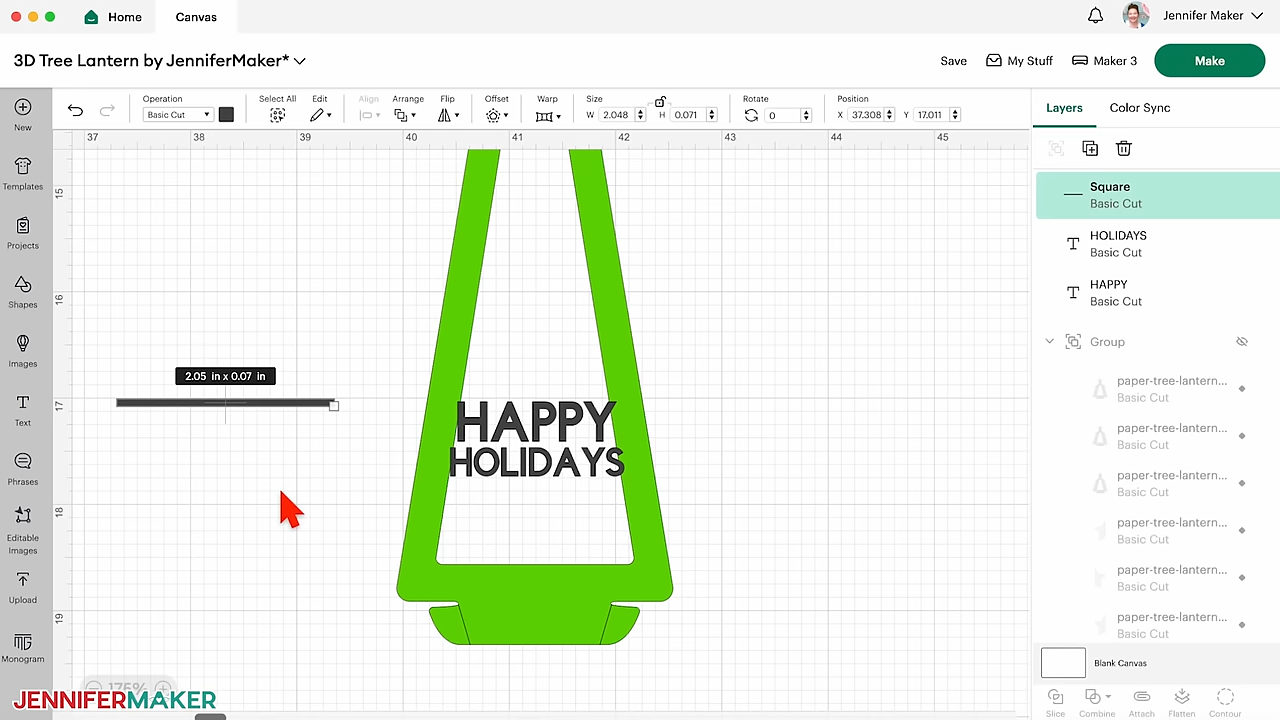 Home
Canvas
Jennifer Maker
3D Tree Lantern by JenniferMaker*
Save
My Stuff
Maker 3
Make
Operation
Basic Cut
Select All
Edit
Align
Arrange
Flip
Offset
Warp
Size
W 2.048
H 0.071
Rotate
0
Position
X 37.308
Y 17.011
Layers
Color Sync
New
Templates
Projects
Shapes
Images
Text
Phrases
Editable
Images
Upload
Monogram
37 38 39 40 41 42 43 44 45
15
16
17
18
19
2.05 in x 0.07 in
HAPPY
HOLIDAYS
175%
JENNIFERMAKER
Square
Basic Cut
HOLIDAYS
Basic Cut
HAPPY
Basic Cut
Group
paper-tree-lantern...
Basic Cut
paper-tree-lantern...
Basic Cut
paper-tree-lantern...
Basic Cut
paper-tree-lantern...
Basic Cut
paper-tree-lantern...
Basic Cut
paper-tree-lantern...
Basic Cut
Blank Canvas
Slice
Combine
Attach
Flatten
Contour